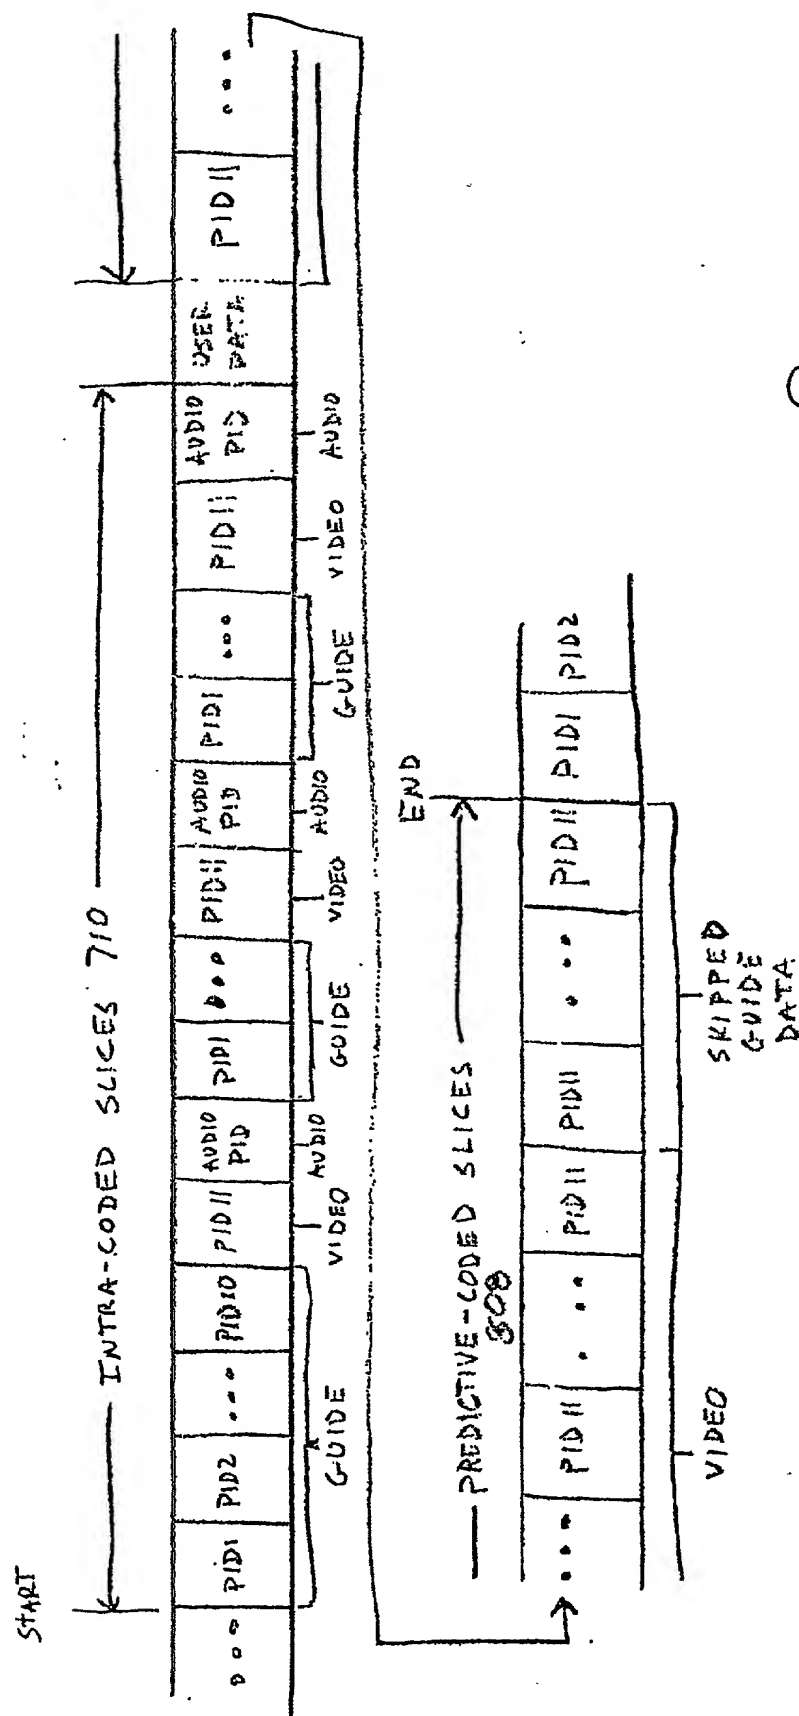 START
INTRA-CODED SLICES 710
... PID1 PID2 ... PID10 PID11 AUDIO PID PID1 ... PID11 AUDIO PID PID1 ... PID11 AUDIO PID USER DATA PID11 ...
GUIDE VIDEO AUDIO GUIDE VIDEO AUDIO GUIDE VIDEO AUDIO
PREDICTIVE-CODED SLICES
808
END
... PID11 ... PID11 PID11 ... PID11 PID1 PID2
VIDEO
SKIPPED
GUIDE
DATA